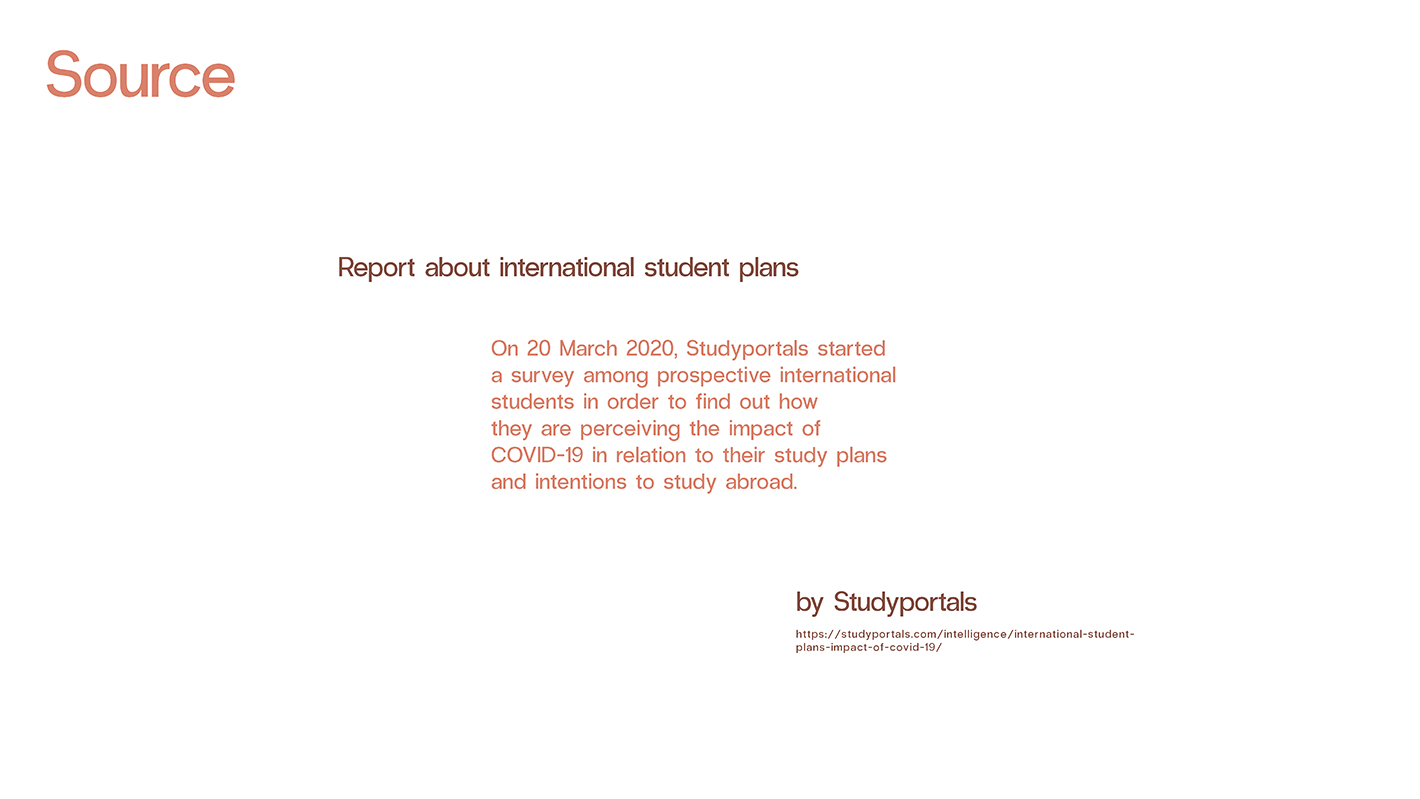 Source
Report about international student plans
On 20 March 2020, Studyportals started
a survey among prospective international
students in order to find out how
they are perceiving the impact of
COVID-19 in relation to their study plans
and intentions to study abroad.
by Studyportals
https://studyportals.com/intelligence/international-student-
plans-impact-of-covid-19/